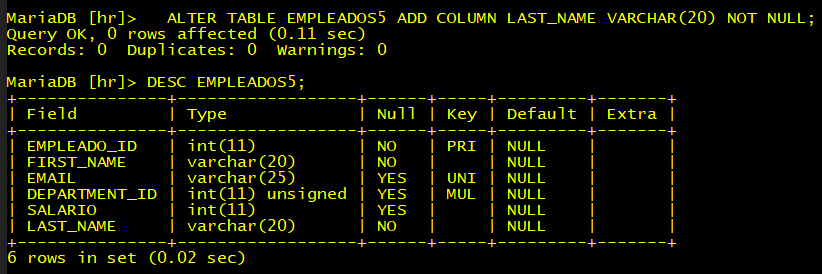 MariaDB [hr]>   ALTER TABLE EMPLEADOS5 ADD COLUMN LAST_NAME VARCHAR(20) NOT NULL;
Query OK, 0 rows affected (0.11 sec)
Records: 0  Duplicates: 0  Warnings: 0

MariaDB [hr]> DESC EMPLEADOS5;
+---------------+------------------+------+-----+---------+-------+
| Field         | Type             | Null | Key | Default | Extra |
+---------------+------------------+------+-----+---------+-------+
| EMPLEADO_ID   | int(11)          | NO   | PRI | NULL    |       |
| FIRST_NAME    | varchar(20)      | NO   |     | NULL    |       |
| EMAIL         | varchar(25)      | YES  | UNI | NULL    |       |
| DEPARTMENT_ID | int(11) unsigned | YES  | MUL | NULL    |       |
| SALARIO       | int(11)          | YES  |     | NULL    |       |
| LAST_NAME     | varchar(20)      | NO   |     | NULL    |       |
+---------------+------------------+------+-----+---------+-------+
6 rows in set (0.02 sec)